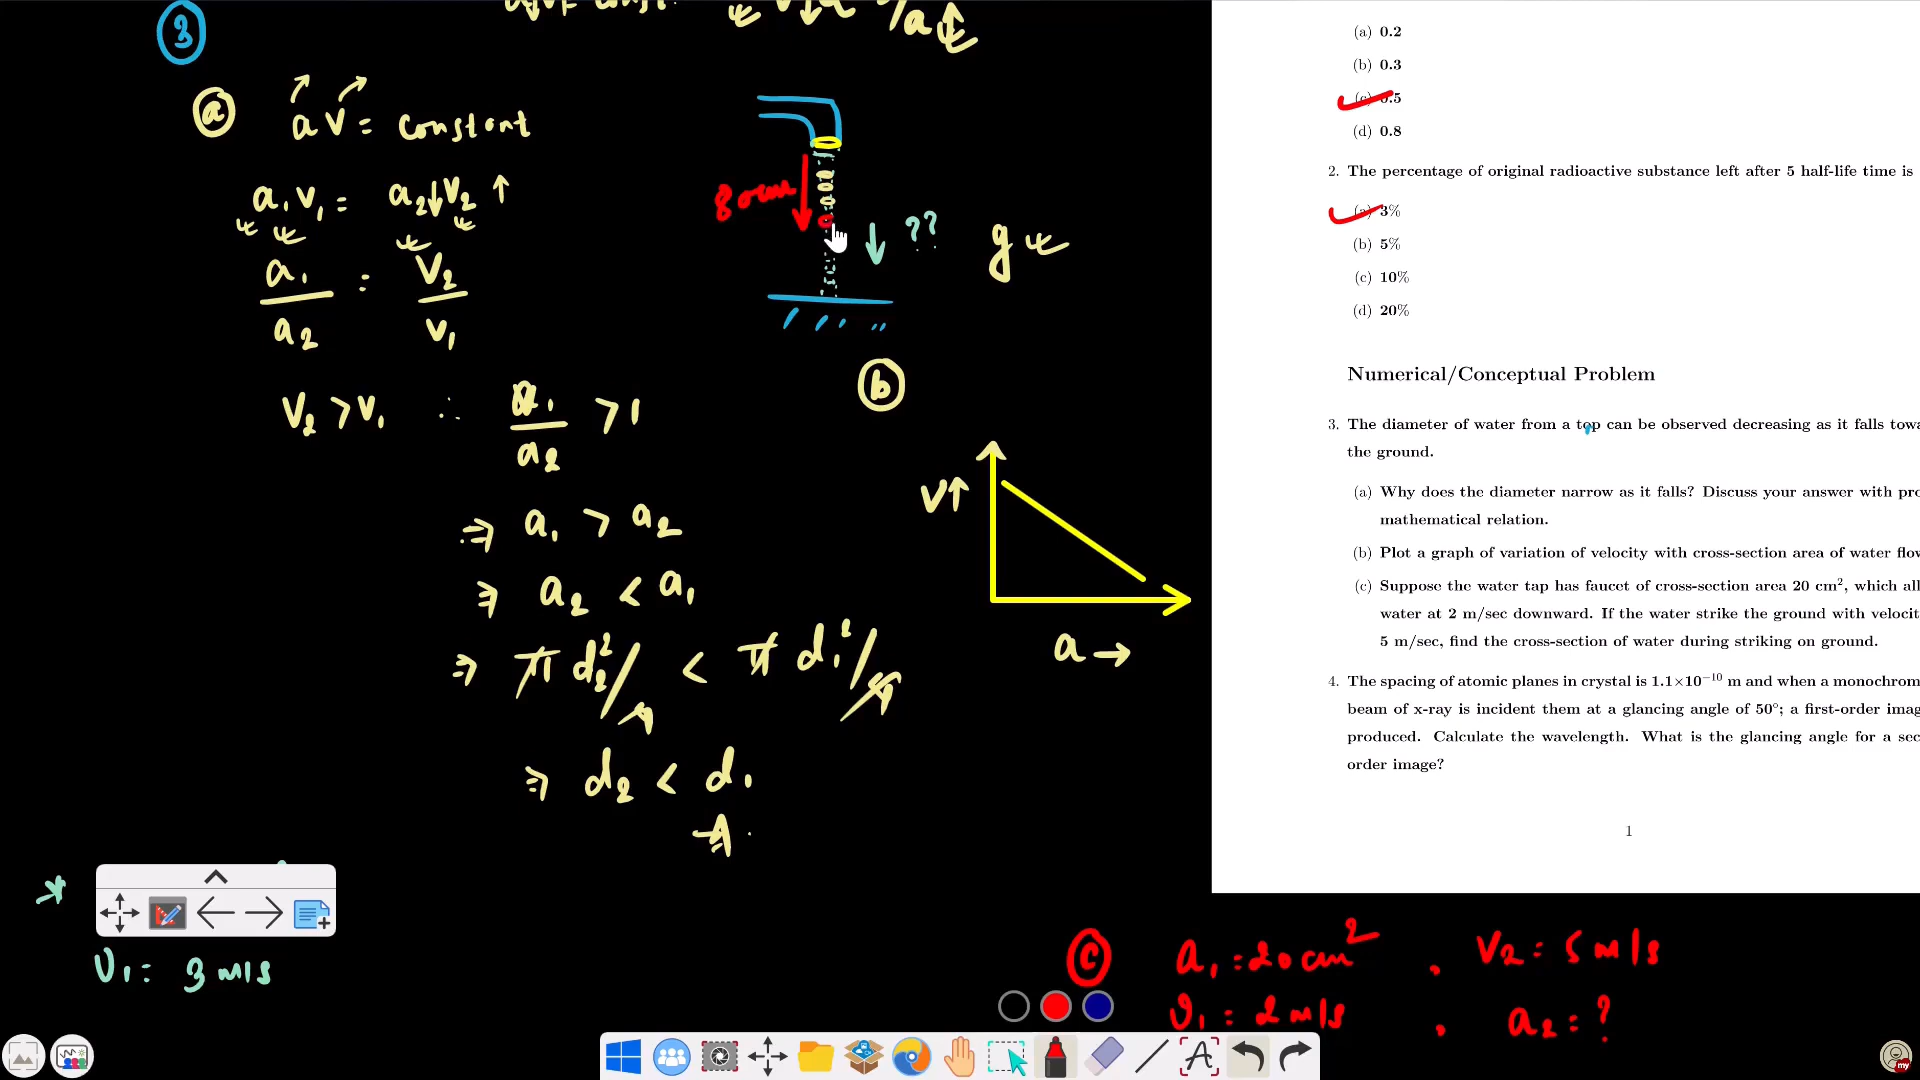 3
a a v = constant
a₁v₁ = a₂↓v₂↑
a₁/a₂ = v₂/v₁
v₂ > v₁ ∴ a₁/a₂ > 1
⇒ a₁ > a₂
⇒ a₂ < a₁
⇒ πd₂²/4 < πd₁²/4
⇒ d₂ < d₁
80cm
??
g
b
v↑
a →
v₁ = 3 m/s
c a₁ = 20 cm² , v₂ = 5 m/s
v₁ = 2 m/s , a₂ = ?
(a) 0.2
(b) 0.3
(c) 0.5
(d) 0.8
2. The percentage of original radioactive substance left after 5 half-life time is
(a) 3%
(b) 5%
(c) 10%
(d) 20%
Numerical/Conceptual Problem
3. The diameter of water from a top can be observed decreasing as it falls towa
the ground.
(a) Why does the diameter narrow as it falls? Discuss your answer with pro
mathematical relation.
(b) Plot a graph of variation of velocity with cross-section area of water flow
(c) Suppose the water tap has faucet of cross-section area 20 cm², which all
water at 2 m/sec downward. If the water strike the ground with velocit
5 m/sec, find the cross-section of water during striking on ground.
4. The spacing of atomic planes in crystal is 1.1×10⁻¹⁰ m and when a monochrom
beam of x-ray is incident them at a glancing angle of 50°; a first-order imag
produced. Calculate the wavelength. What is the glancing angle for a sec
order image?
1